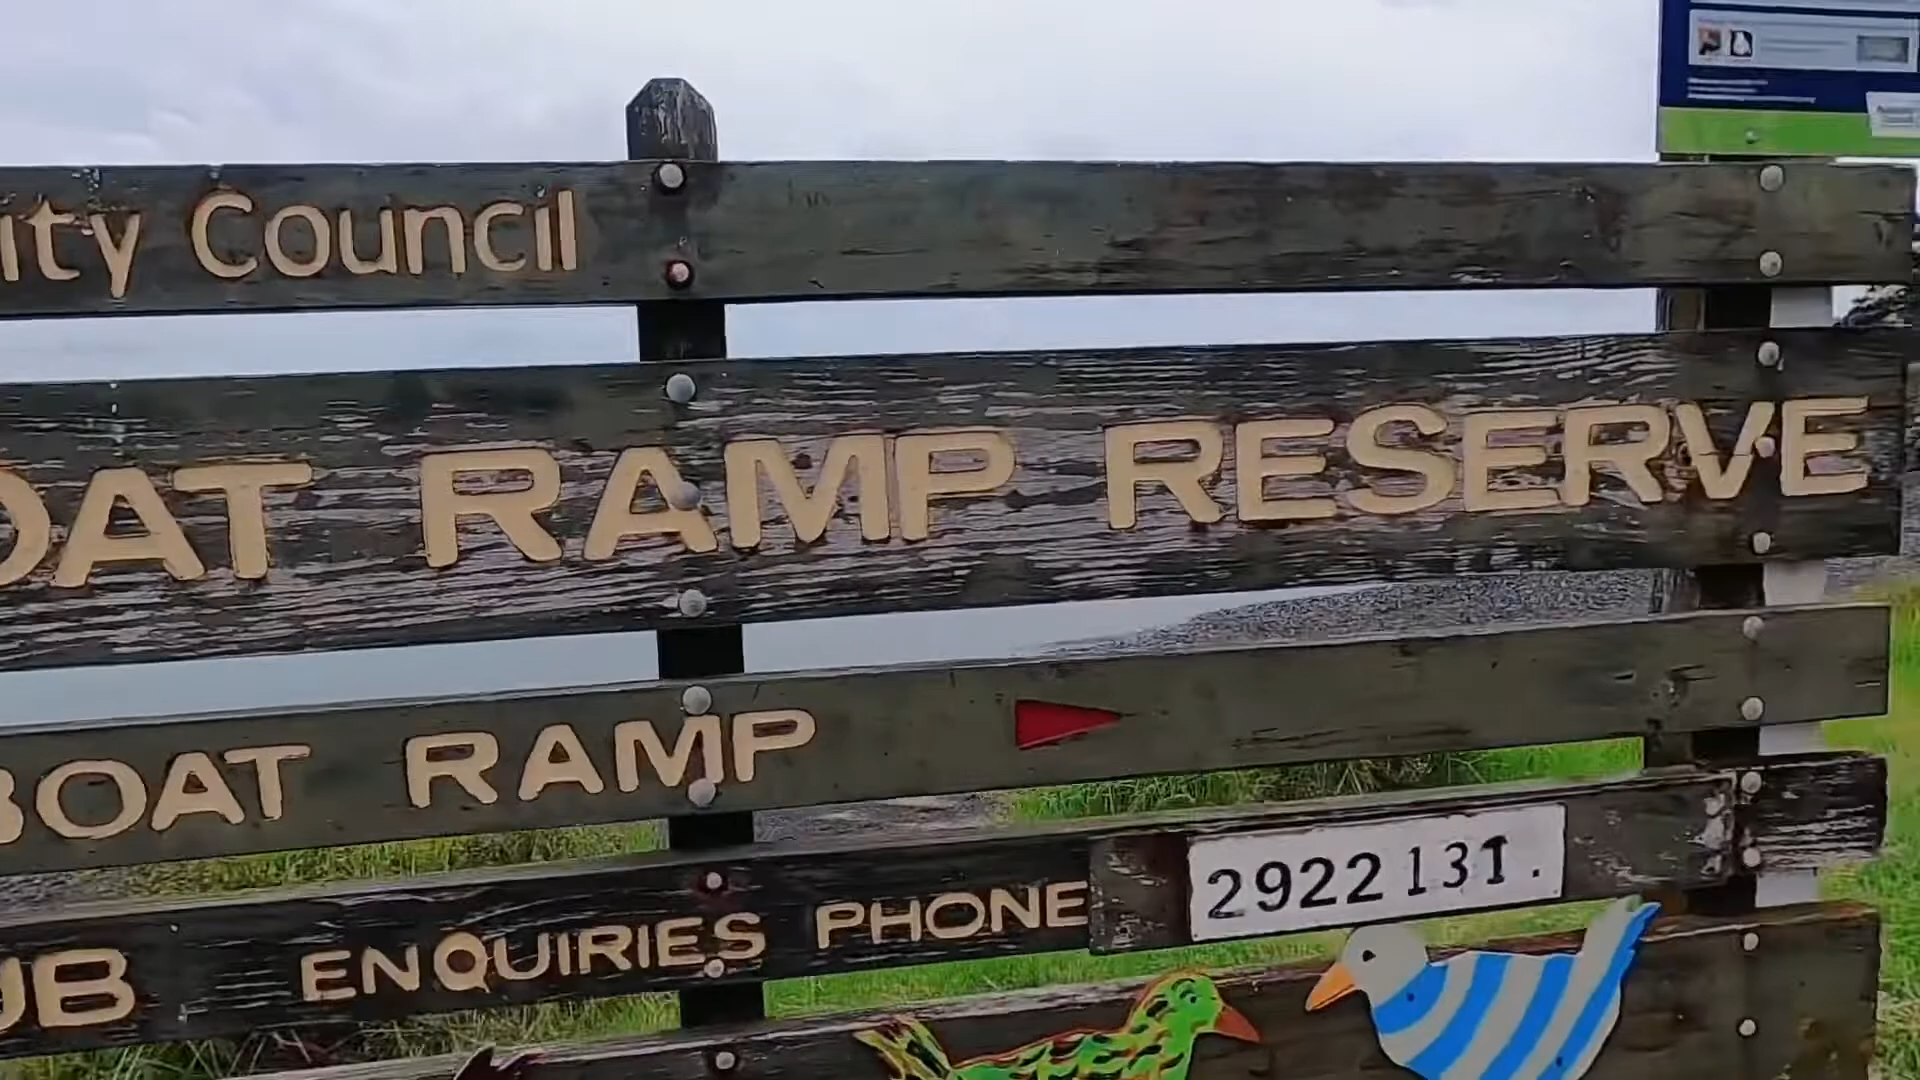 ity Council
OAT RAMP RESERVE
BOAT RAMP
UB ENQUIRIES PHONE 2922131.